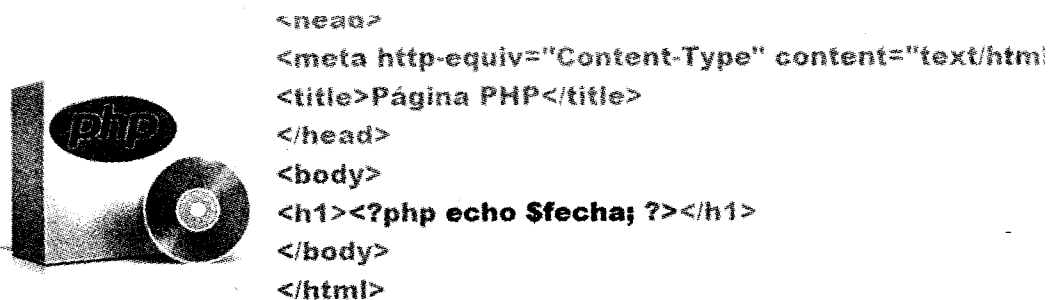 php
<head>
<meta http-equiv="Content-Type" content="text/html
<title>Página PHP</title>
</head>
<body>
<h1><?php echo $fecha; ?></h1>
</body>
</html>